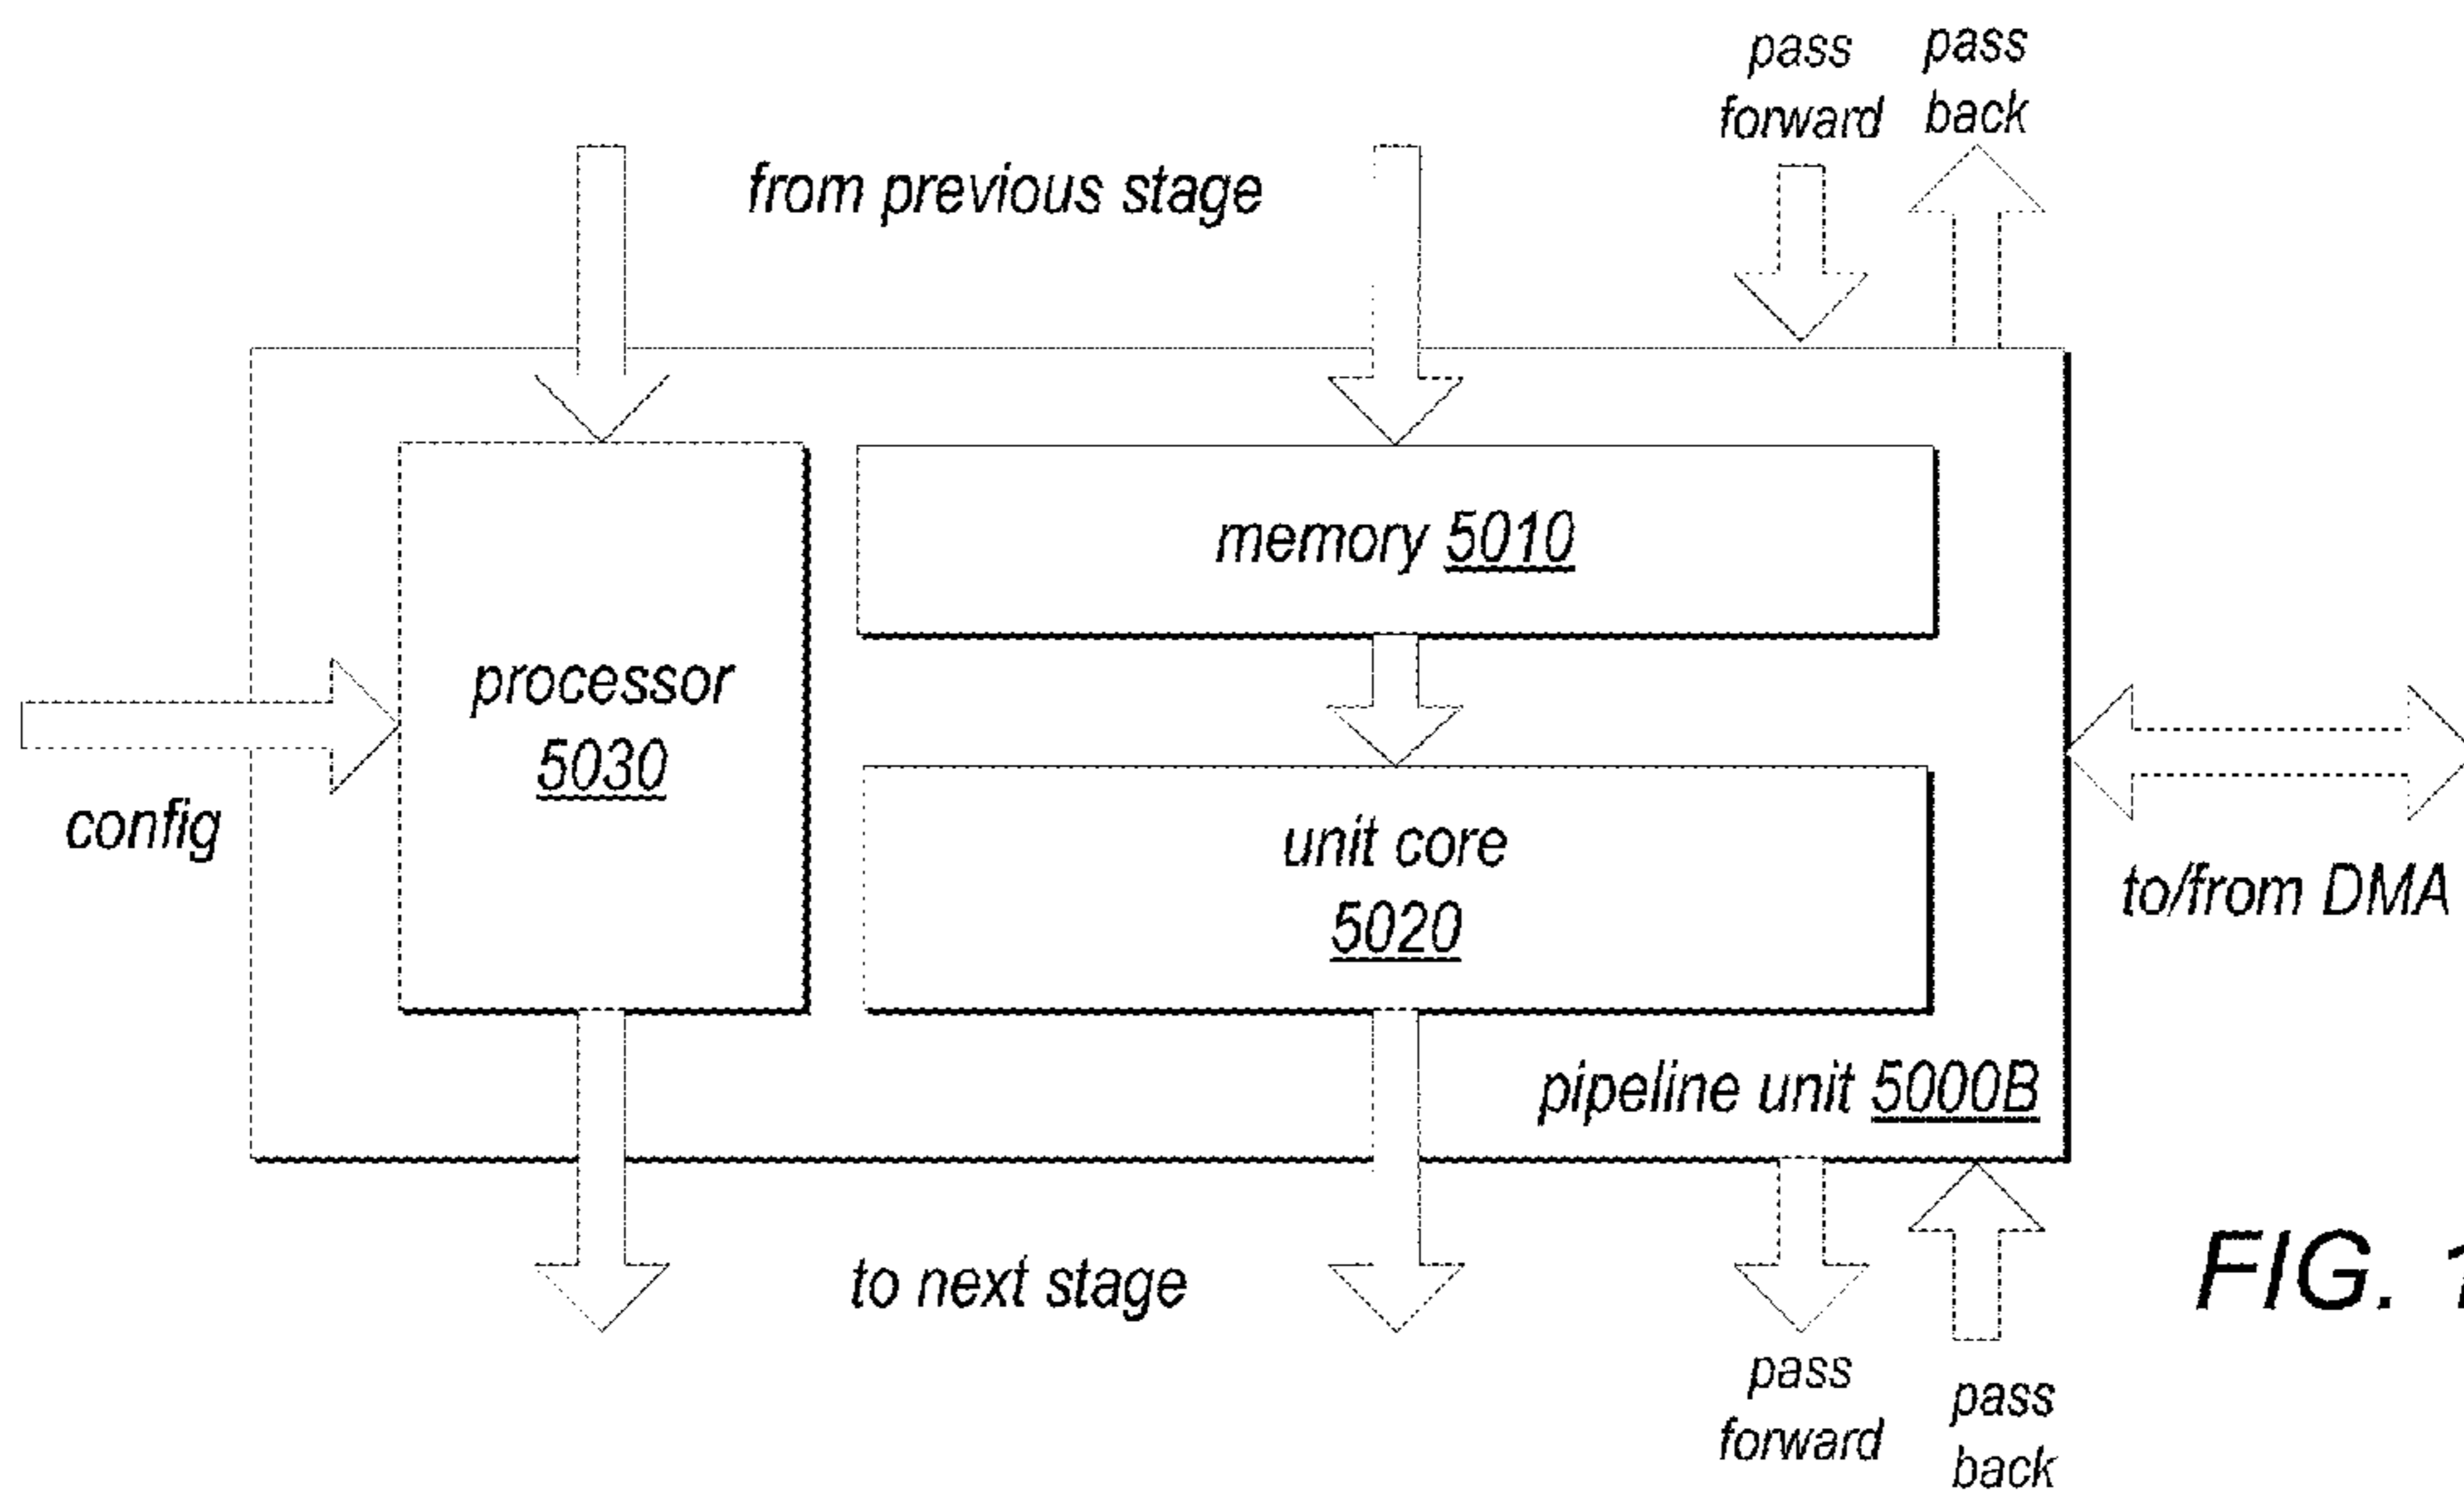 pass forward
pass back
from previous stage
memory 5010
processor
5030
config
unit core
5020
to/from DMA
pipeline unit 5000B
to next stage
FIG.
pass forward
pass back